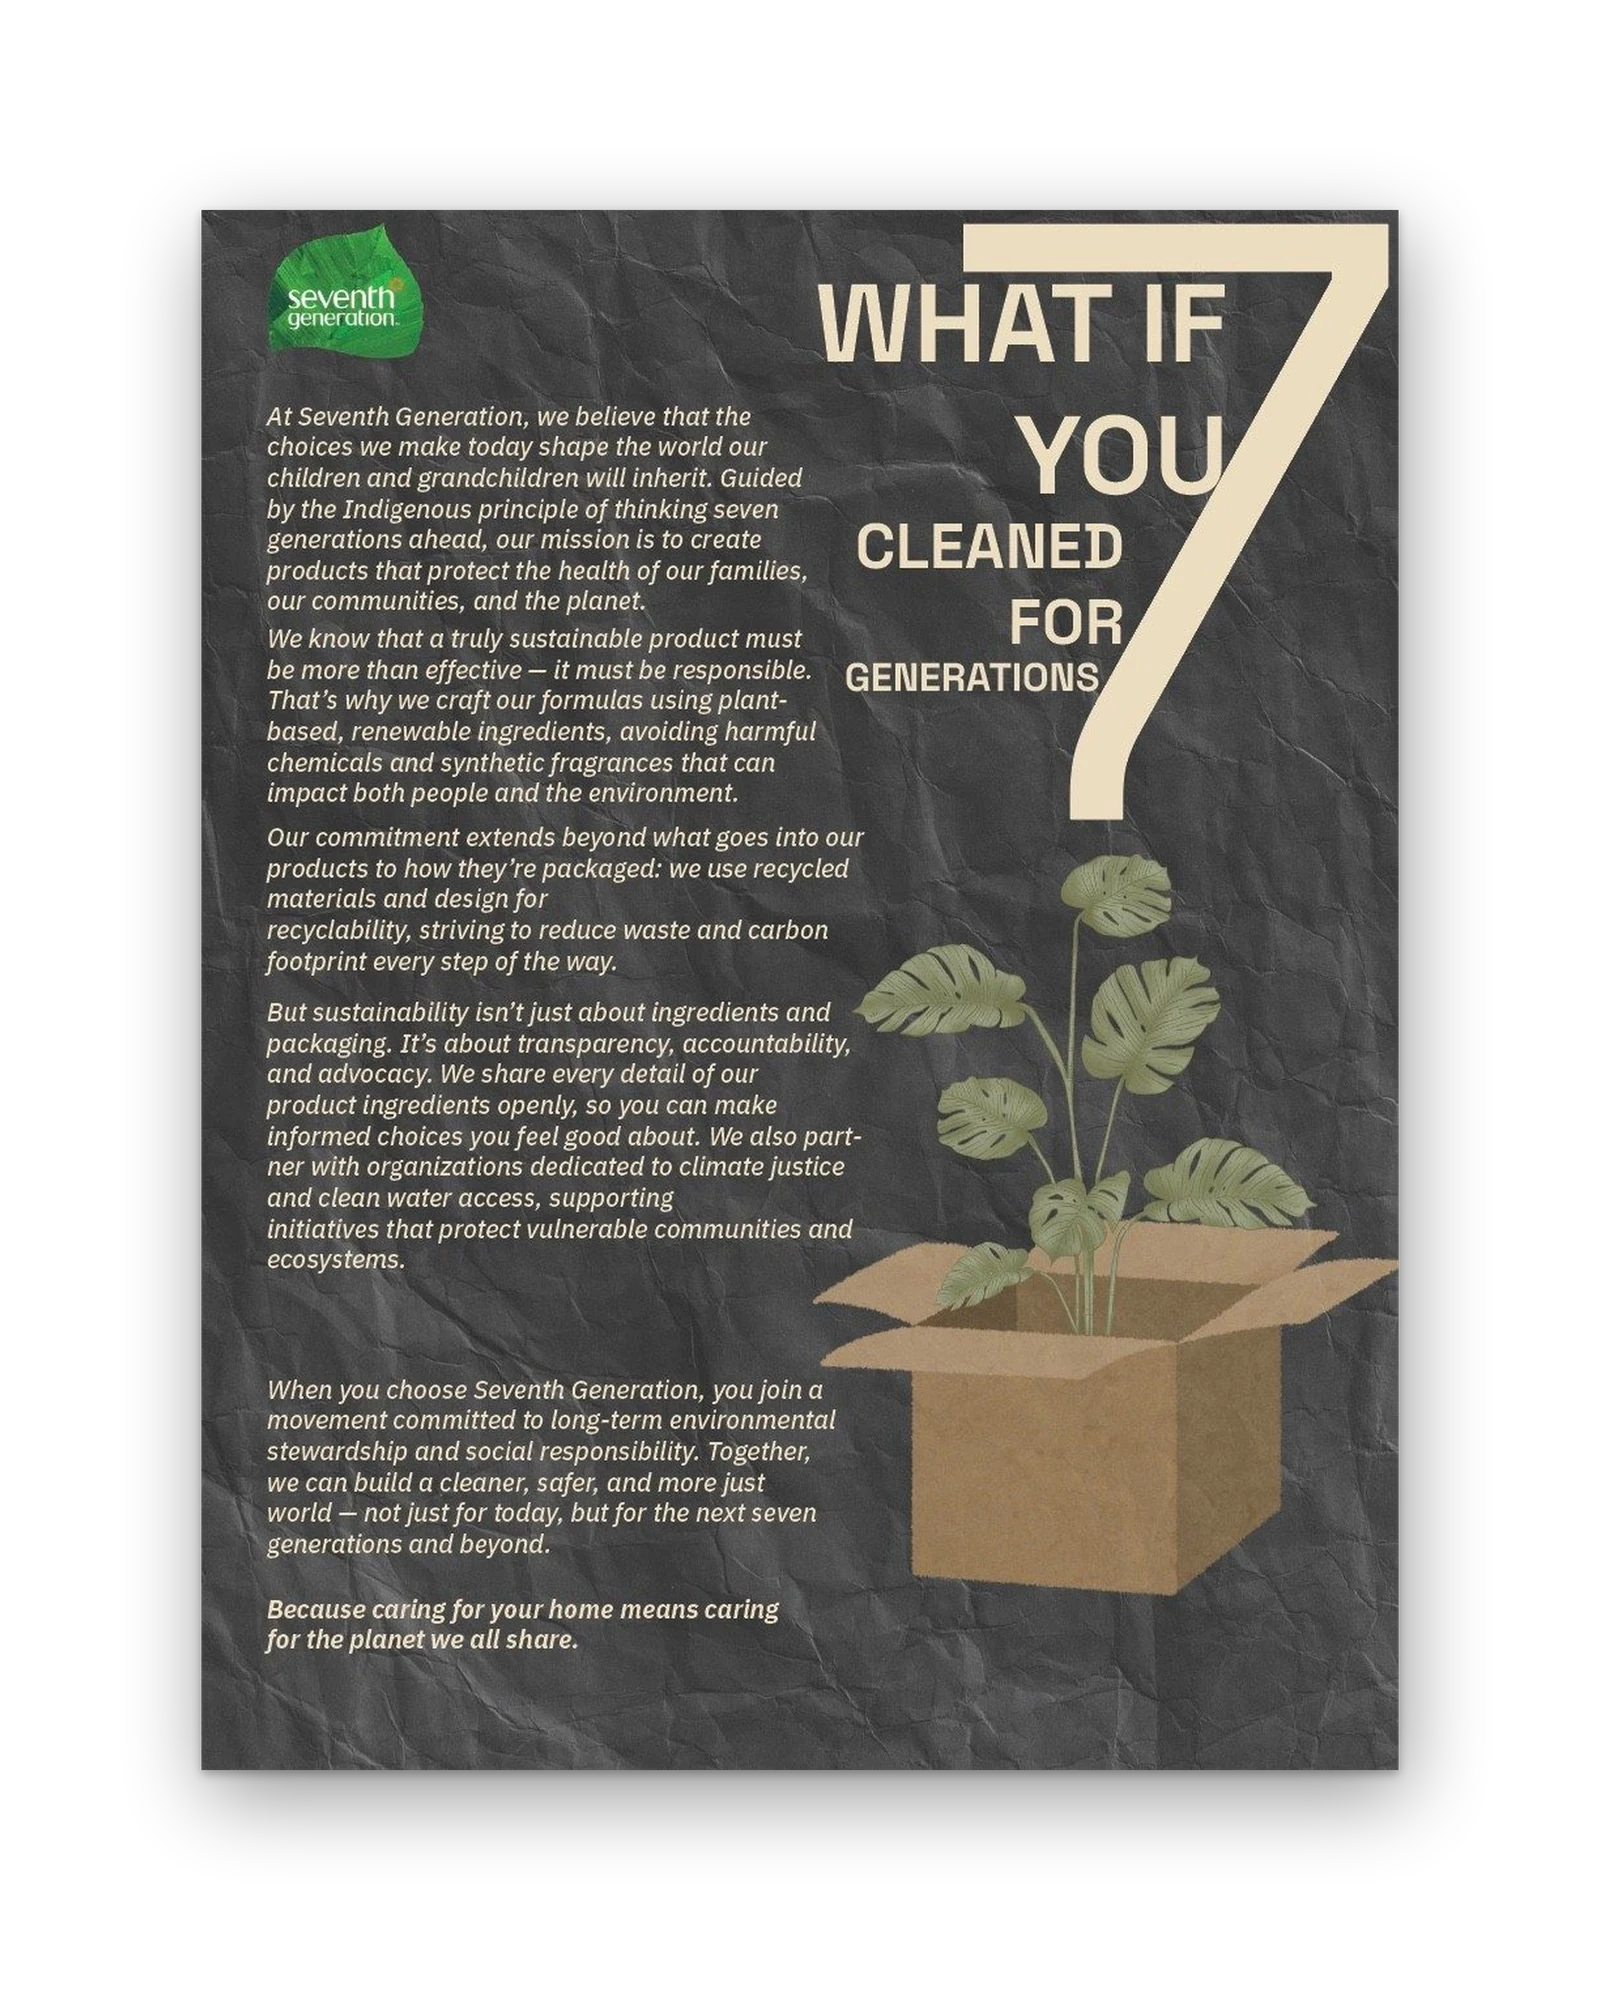 seventh
generation
7
WHAT IF
YOU
CLEANED
FOR
GENERATIONS
At Seventh Generation, we believe that the
choices we make today shape the world our
children and grandchildren will inherit. Guided
by the Indigenous principle of thinking seven
generations ahead, our mission is to create
products that protect the health of our families,
our communities, and the planet.
We know that a truly sustainable product must
be more than effective — it must be responsible.
That’s why we craft our formulas using plant-
based, renewable ingredients, avoiding harmful
chemicals and synthetic fragrances that can
impact both people and the environment.
Our commitment extends beyond what goes into our
products to how they’re packaged: we use recycled
materials and design for
recyclability, striving to reduce waste and carbon
footprint every step of the way.
But sustainability isn’t just about ingredients and
packaging. It’s about transparency, accountability,
and advocacy. We share every detail of our
product ingredients openly, so you can make
informed choices you feel good about. We also part-
ner with organizations dedicated to climate justice
and clean water access, supporting
initiatives that protect vulnerable communities and
ecosystems.
When you choose Seventh Generation, you join a
movement committed to long-term environmental
stewardship and social responsibility. Together,
we can build a cleaner, safer, and more just
world — not just for today, but for the next seven
generations and beyond.
Because caring for your home means caring
for the planet we all share.